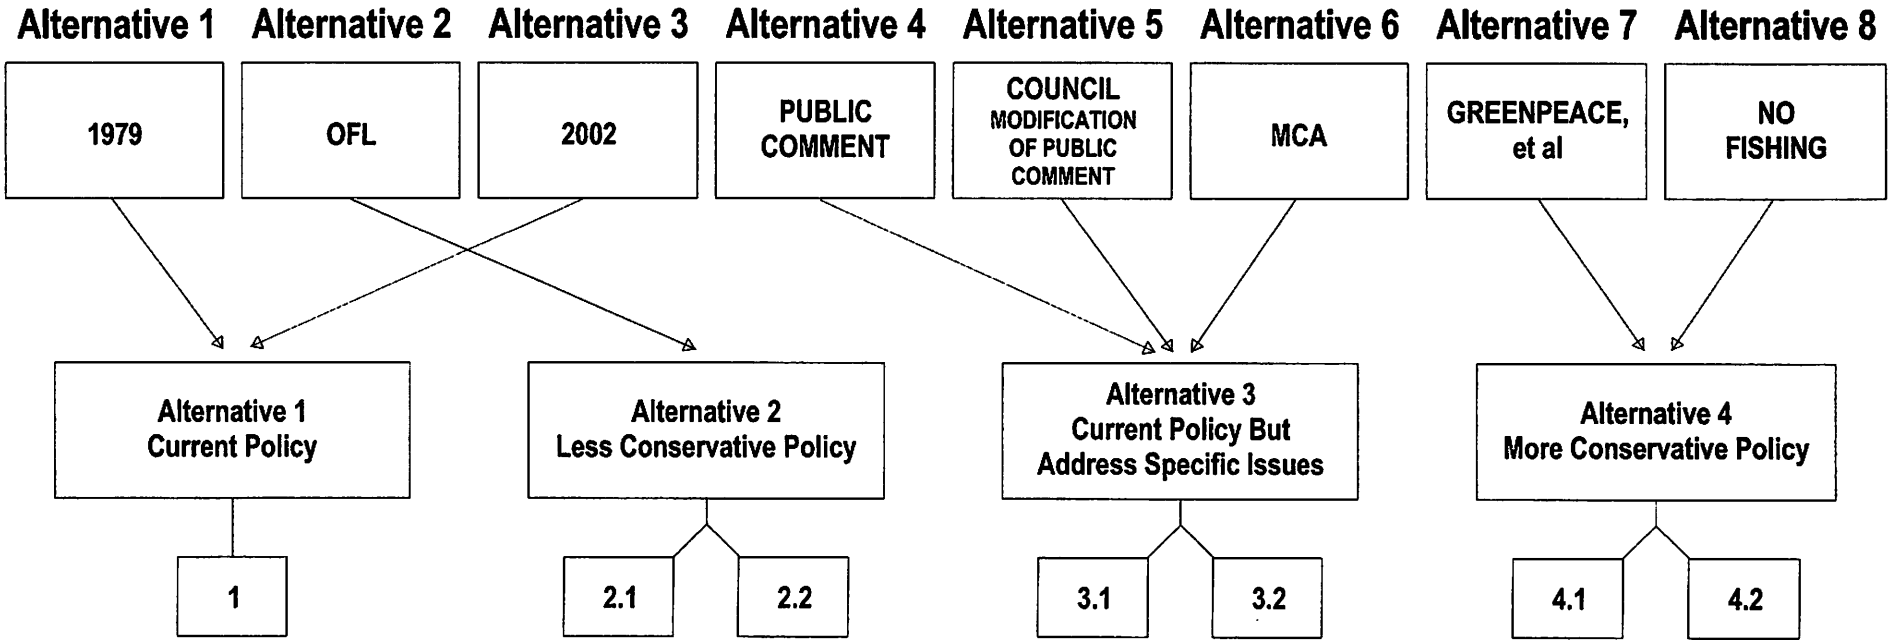 Alternative 1 Alternative 2 Alternative 3 Alternative 4 Alternative 5 Alternative 6 Alternative 7 Alternative 8
1979
OFL
2002
PUBLIC
COMMENT
COUNCIL
MODIFICATION
OF PUBLIC
COMMENT
MCA
GREENPEACE,
et al
NO
FISHING
Alternative 1
Current Policy
Alternative 2
Less Conservative Policy
Alternative 3
Current Policy But
Address Specific Issues
Alternative 4
More Conservative Policy
1
2.1
2.2
3.1
3.2
4.1
4.2